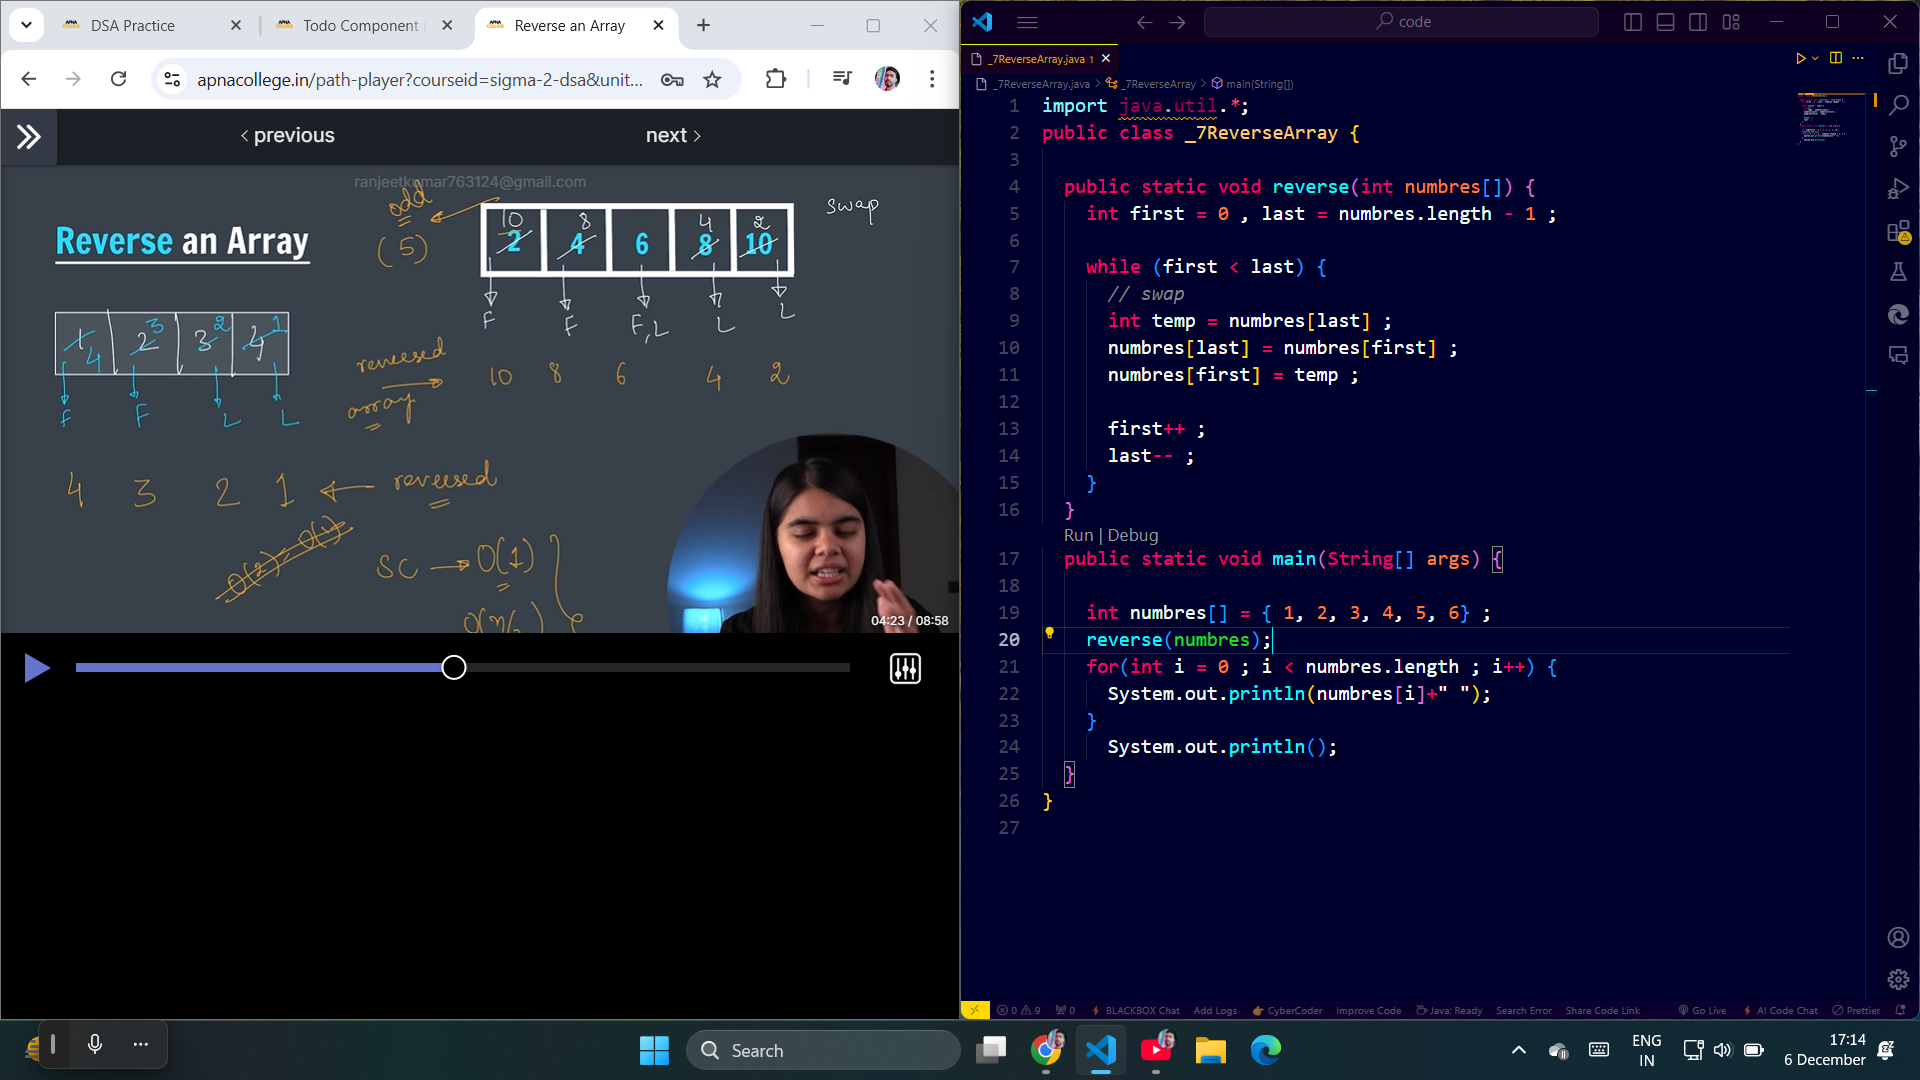 DSA Practice
Todo Component
Reverse an Array
apnacollege.in/path-player?courseid=sigma-2-dsa&unit...
previous
next
ranjeetkumar763124@gmail.com
Reverse an Array
odd
(5)
10 8 4 2
2 4 6 8 10
swap
F F F,L L L
1 2 3 4
4 3 2 1
F F L L
reversed array
10 8 6 4 2
4 3 2 1
reversed
O(2), O(1)
SC → O(1)
04:23 / 08:58
code
_7ReverseArray.java 1
_7ReverseArray.java > _7ReverseArray > main(String[])
1 import java.util.*;
2 public class _7ReverseArray {
3
4 public static void reverse(int numbres[]) {
5 int first = 0 , last = numbres.length - 1 ;
6
7 while (first < last) {
8 // swap
9 int temp = numbres[last] ;
10 numbres[last] = numbres[first] ;
11 numbres[first] = temp ;
12
13 first++ ;
14 last-- ;
15 }
16 }
Run | Debug
17 public static void main(String[] args) {
18
19 int numbres[] = { 1, 2, 3, 4, 5, 6} ;
20 reverse(numbres);
21 for(int i = 0 ; i < numbres.length ; i++) {
22 System.out.println(numbres[i]+" ");
23 }
24 System.out.println();
25 }
26 }
27
0 9 0 BLACKBOX Chat Add Logs CyberCoder Improve Code Java: Ready Search Error Share Code Link Go Live AI Code Chat Prettier
Search
ENG
IN
17:14
6 December